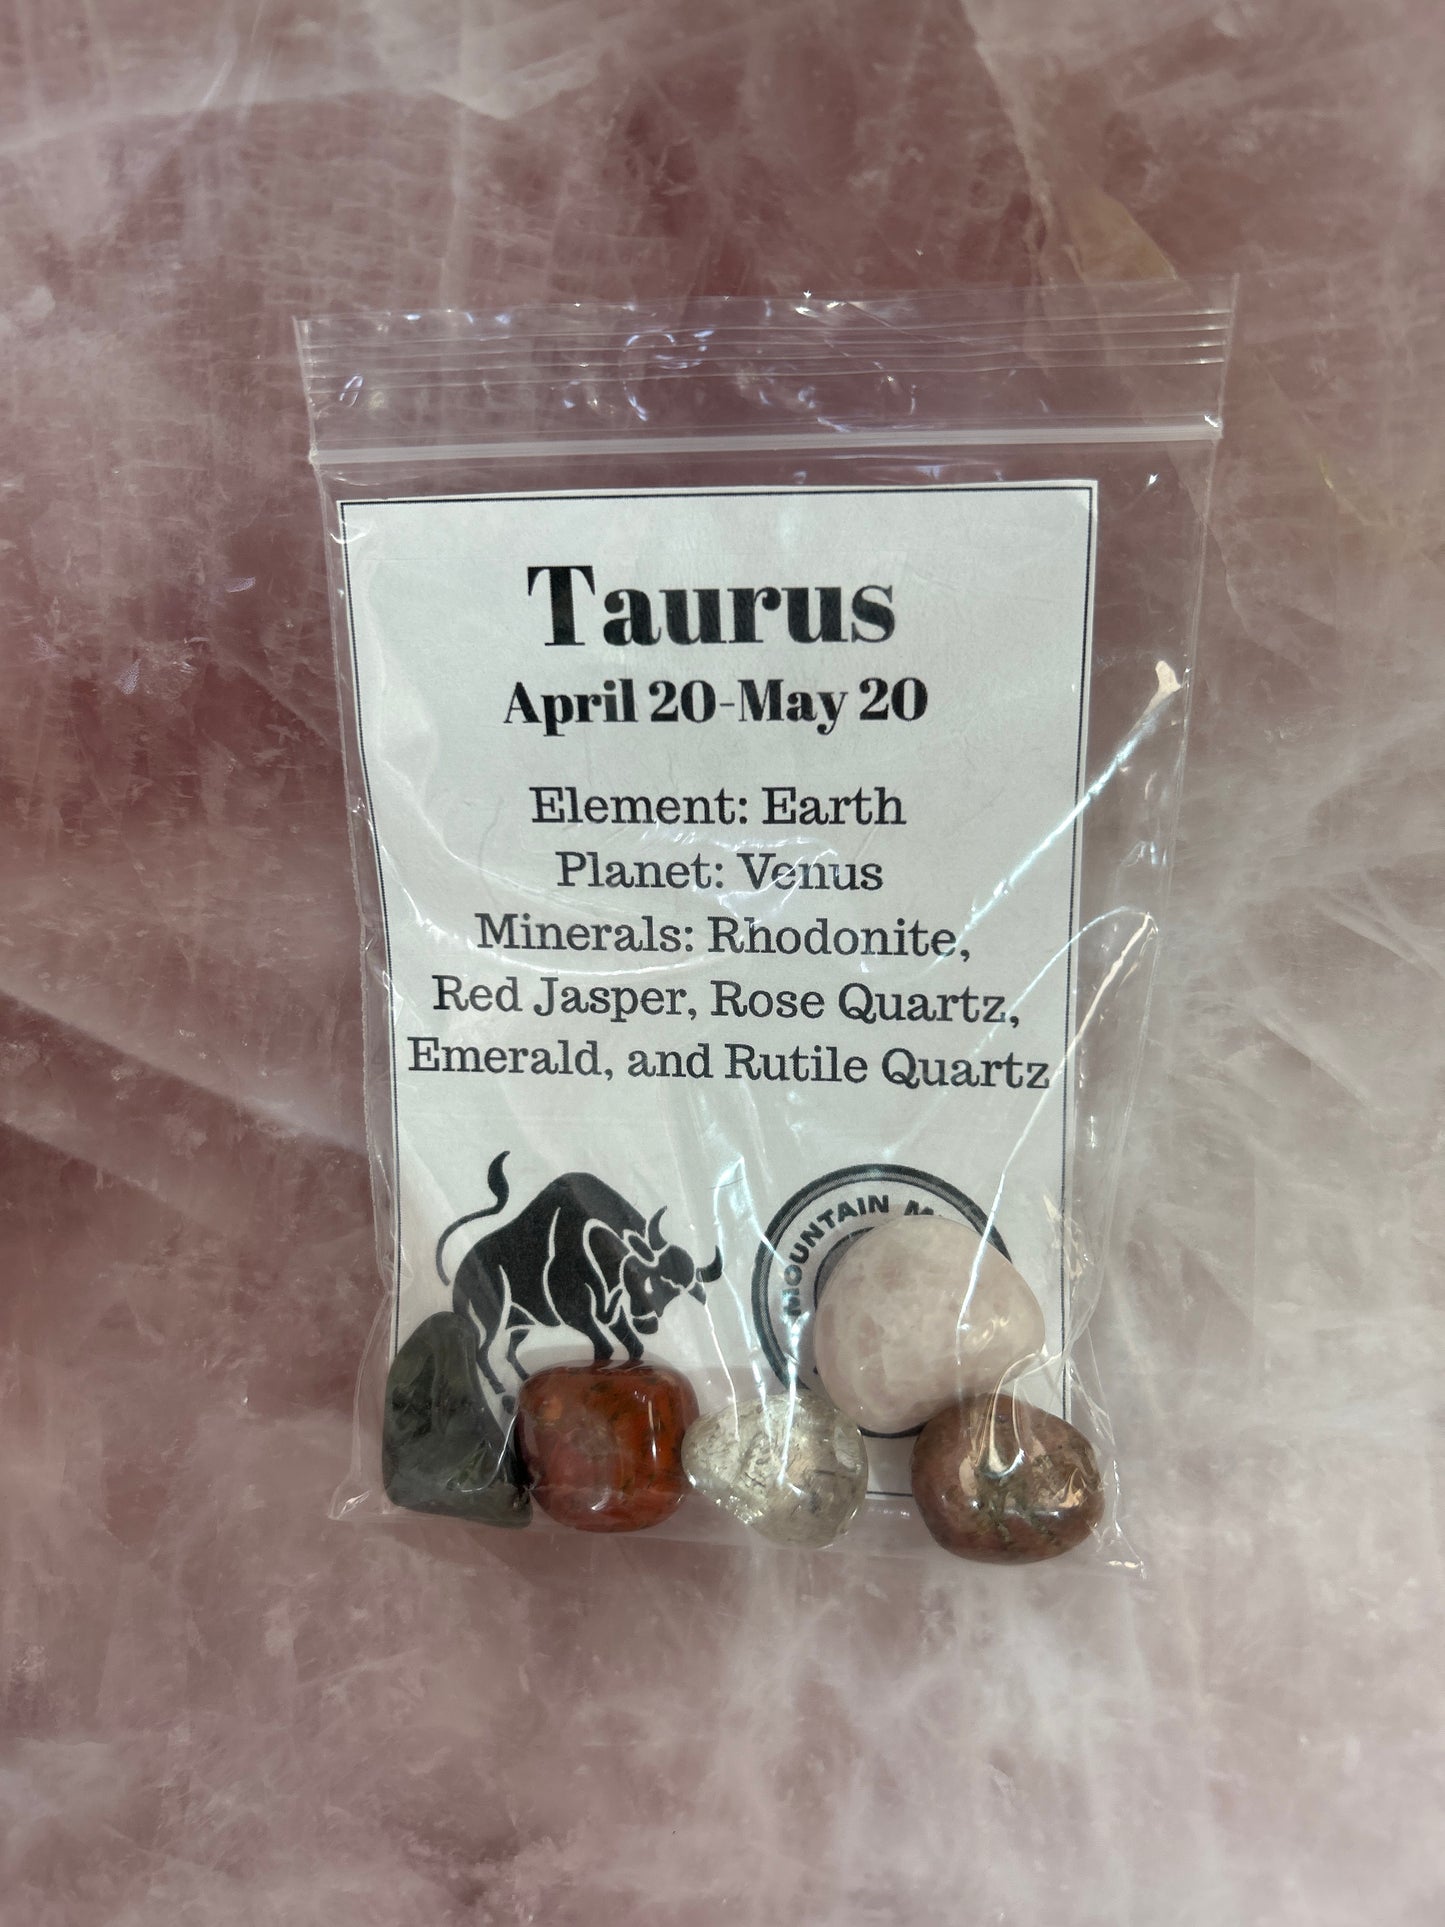 Taurus
April 20-May 20
Element: Earth
Planet: Venus
Minerals: Rhodonite,
Red Jasper, Rose Quartz,
Emerald, and Rutile Quartz
MOUNTAIN